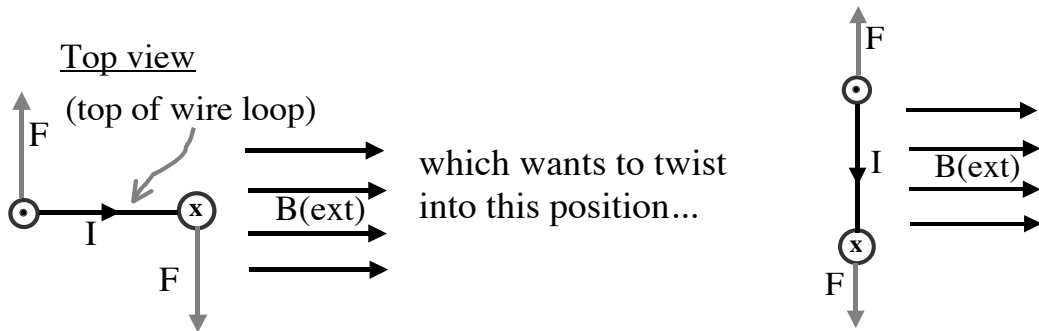 Top view
(top of wire loop)
F
x
I
F
B(ext)
which wants to twist
into this position...
F
I
x
F
B(ext)